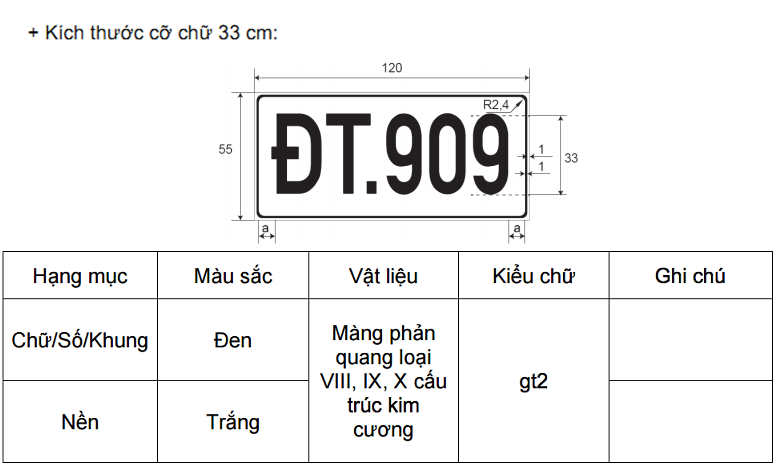 + Kích thước cỡ chữ 33 cm:
120
R2,4
ĐT.909
55
1
1
33
a
a
Hạng mục
Màu sắc
Vật liệu
Kiểu chữ
Ghi chú
Chữ/Số/Khung
Đen
Màng phản
quang loại
VIII, IX, X cấu
trúc kim
cương
gt2
Nền
Trắng